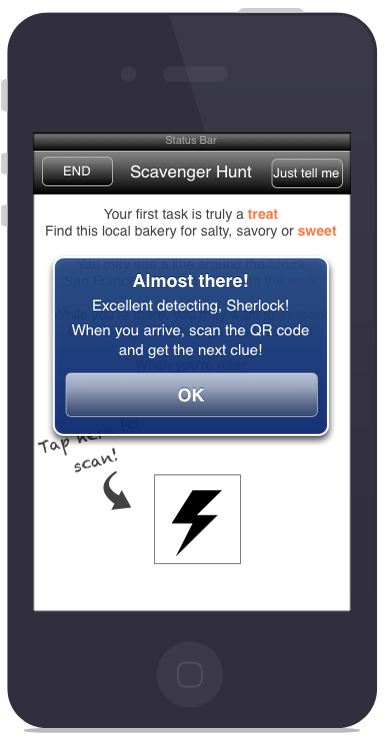 Status Bar
END
Scavenger Hunt
Just tell me
Your first task is truly a treat
Find this local bakery for salty, savory or sweet
Almost there!
Excellent detecting, Sherlock!
When you arrive, scan the QR code
and get the next clue!
OK
Tap here to
scan!